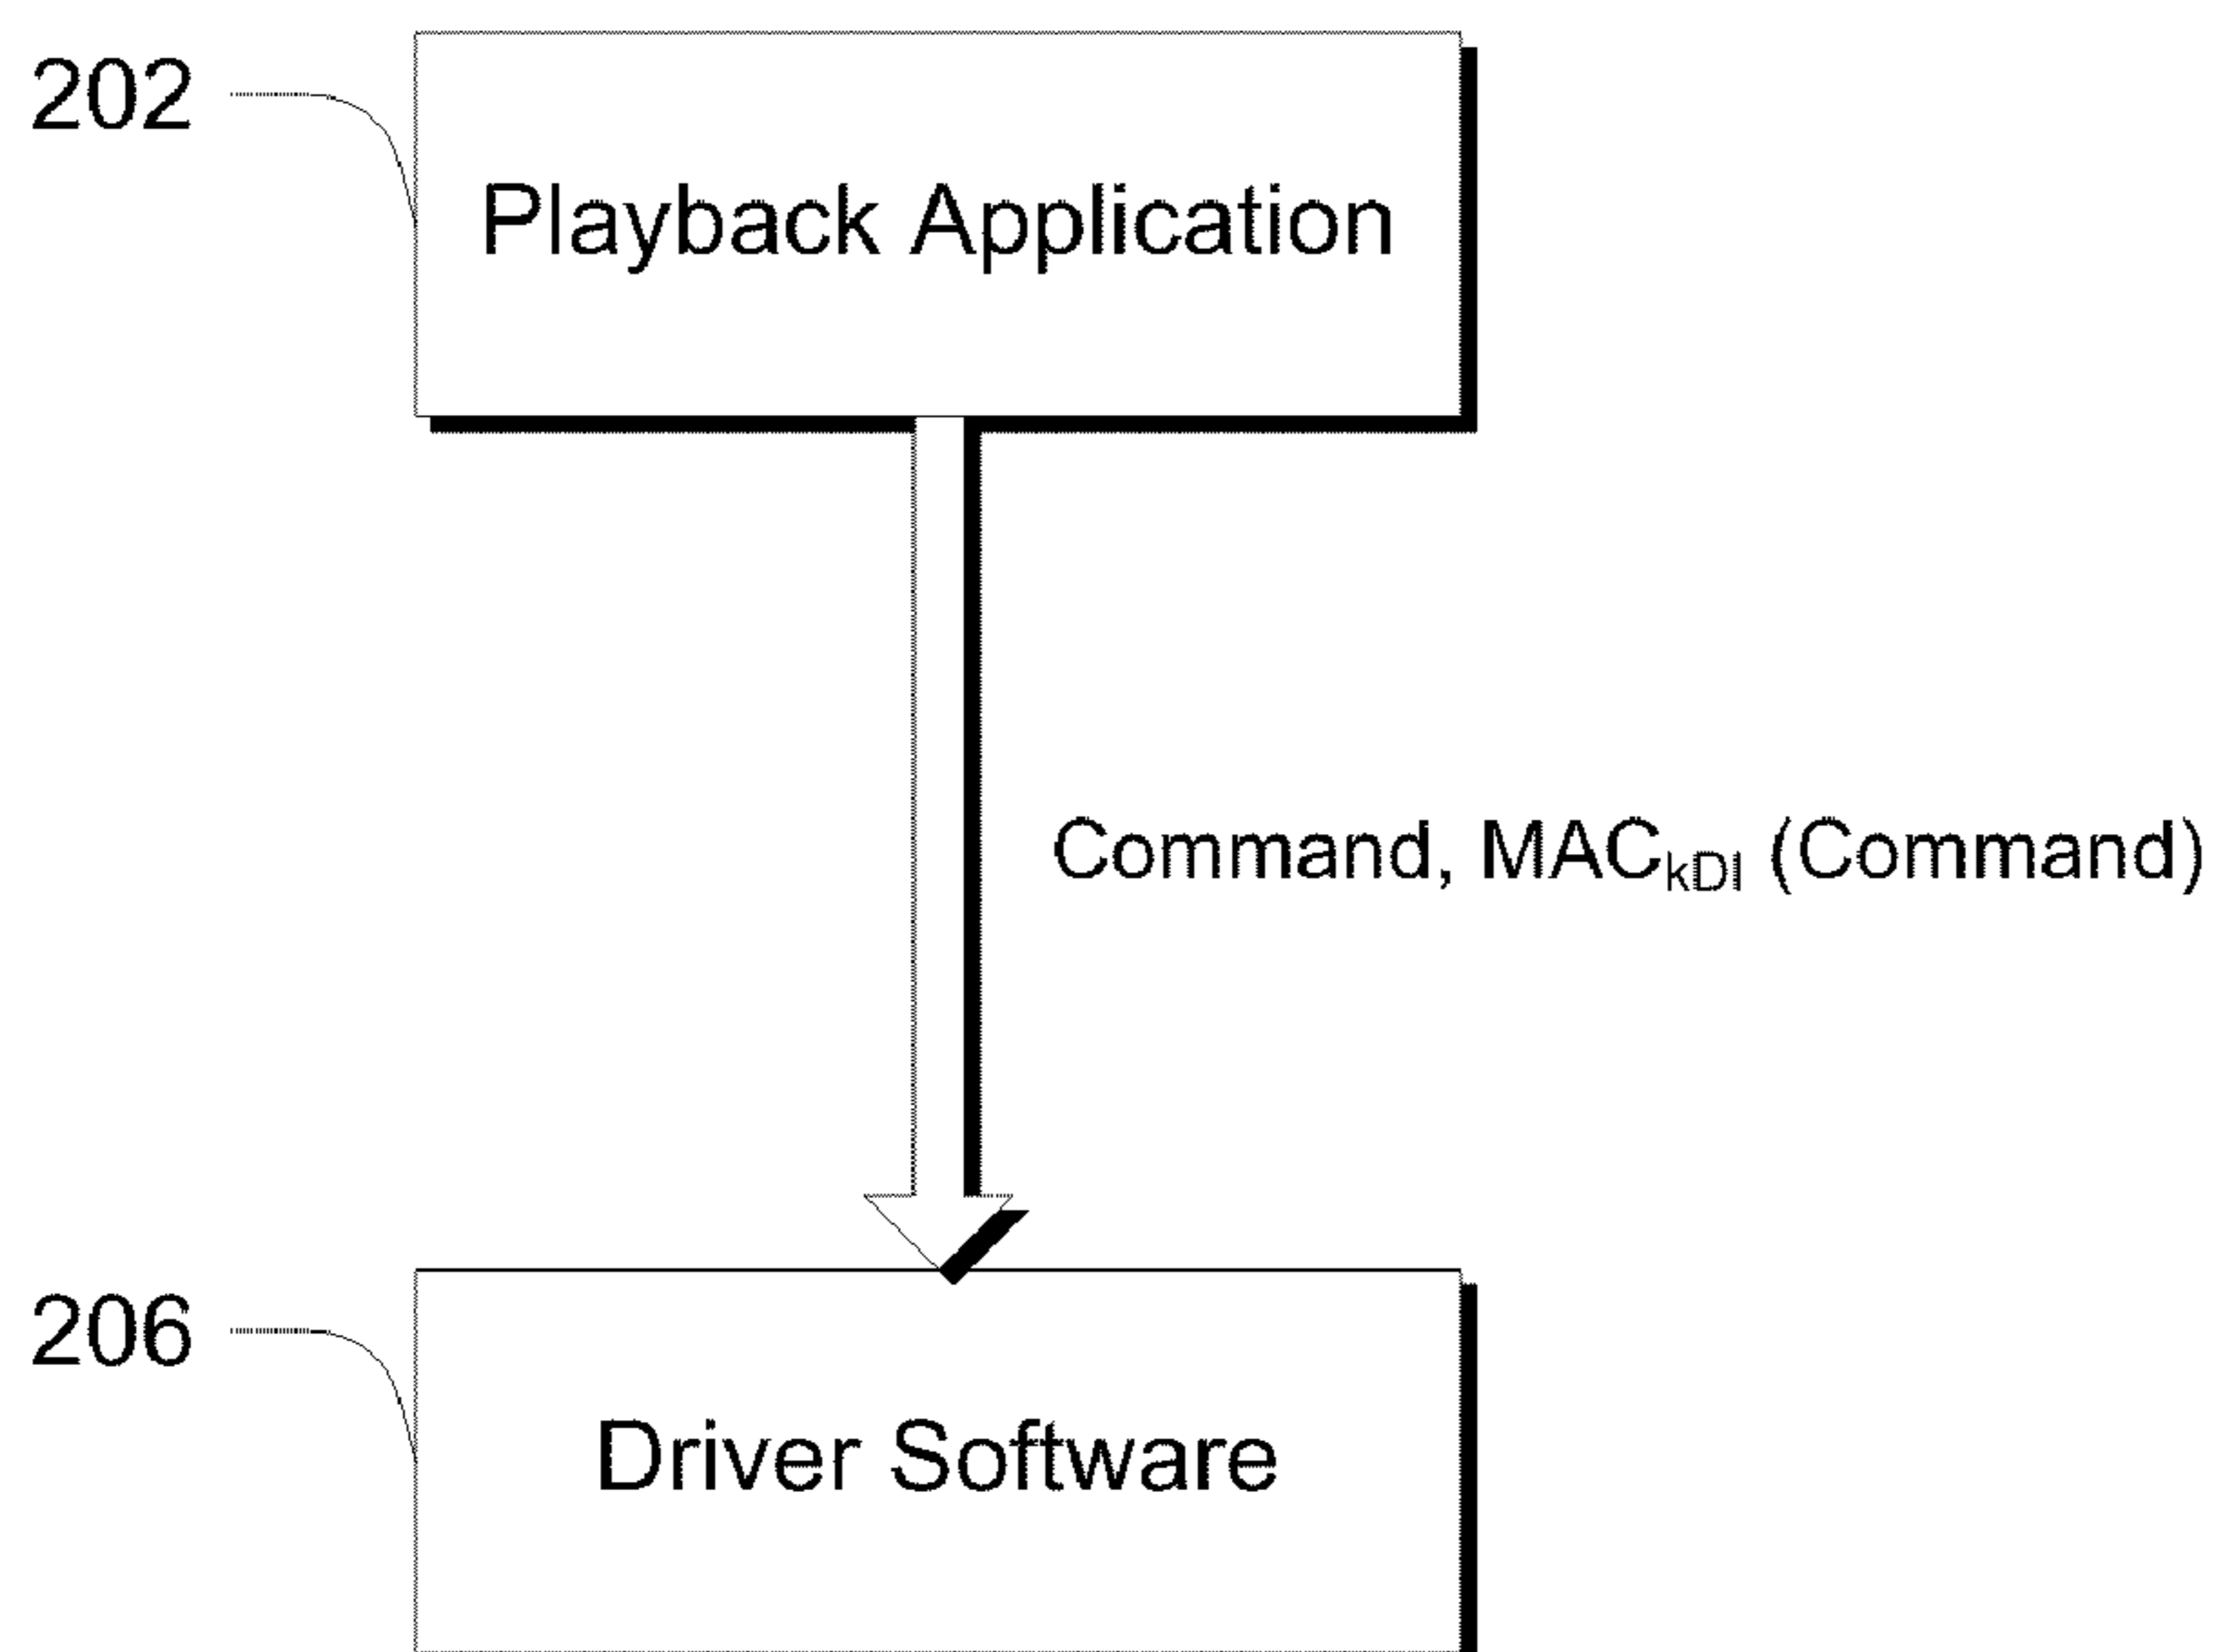 202
Playback Application
Command, MACkDI (Command)
206
Driver Software